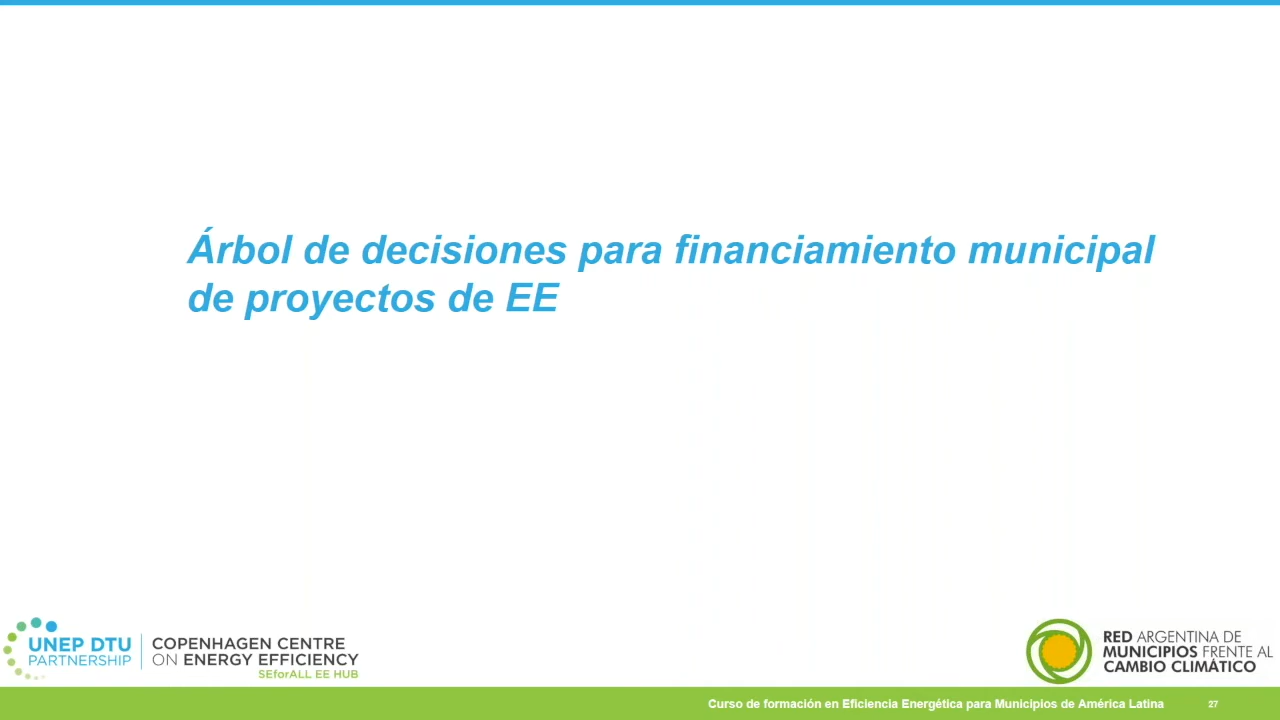 Árbol de decisiones para financiamiento municipal
de proyectos de EE
UNEP DTU
PARTNERSHIP
COPENHAGEN CENTRE
ON ENERGY EFFICIENCY
SEforALL EE HUB
RED ARGENTINA DE
MUNICIPIOS FRENTE AL
CAMBIO CLIMÁTICO
Curso de formación en Eficiencia Energética para Municipios de América Latina
27